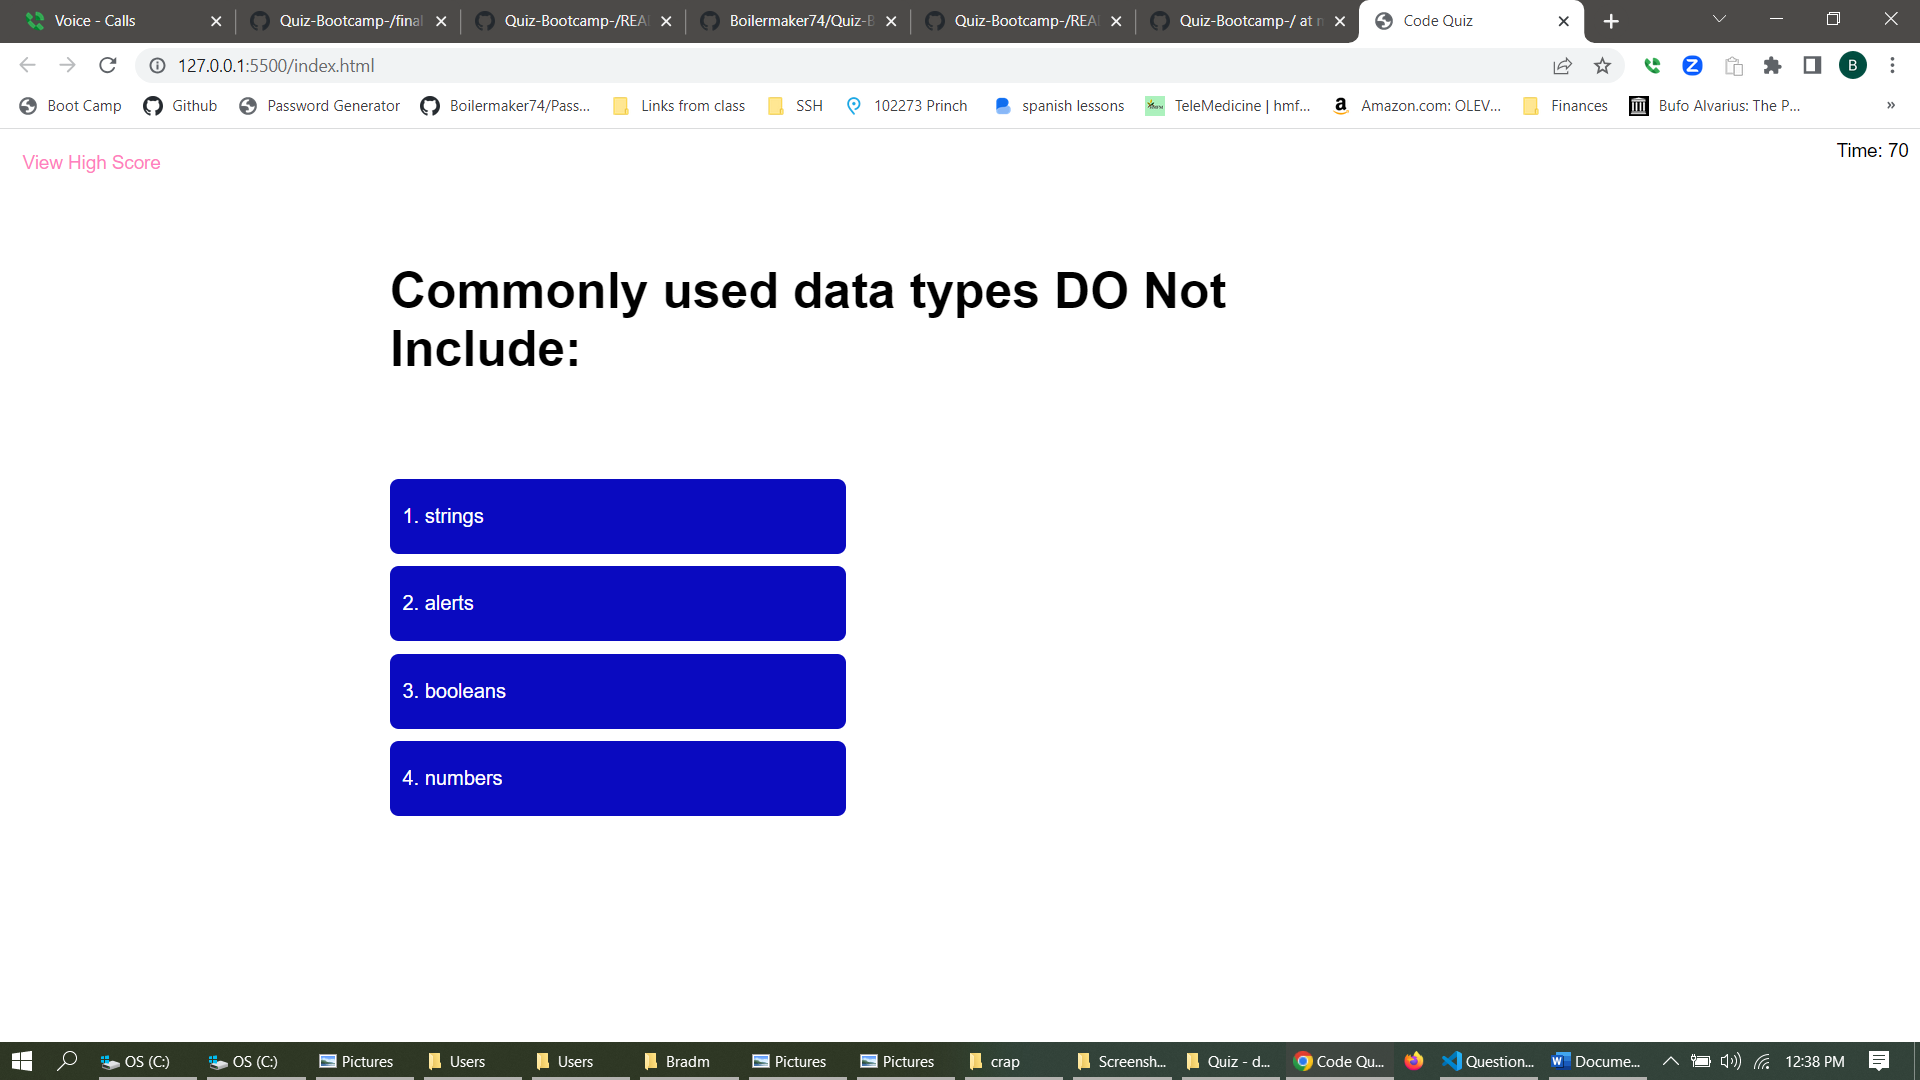 Voice - Calls
Quiz-Bootcamp-/final
Quiz-Bootcamp-/REA
Boilermaker74/Quiz-B
Quiz-Bootcamp-/REA
Quiz-Bootcamp-/ at m
Code Quiz
127.0.0.1:5500/index.html
B
Boot Camp
Github
Password Generator
Boilermaker74/Pass...
Links from class
SSH
102273 Princh
spanish lessons
TeleMedicine | hmf...
Amazon.com: OLEV...
Finances
Bufo Alvarius: The P...
»
View High Score
Time: 70
Commonly used data types DO Not
Include:
1. strings
2. alerts
3. booleans
4. numbers
OS (C:)
OS (C:)
Pictures
Users
Users
Bradm
Pictures
Pictures
crap
Screensh...
Quiz - d...
Code Qu...
Question...
Docume...
12:38 PM